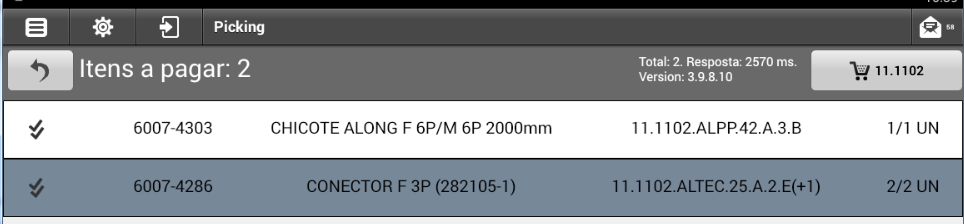 Picking
58
Itens a pagar: 2
Total: 2. Resposta: 2570 ms.
Version: 3.9.8.10
11.1102
6007-4303 CHICOTE ALONG F 6P/M 6P 2000mm 11.1102.ALPP.42.A.3.B 1/1 UN
6007-4286 CONECTOR F 3P (282105-1) 11.1102.ALTEC.25.A.2.E(+1) 2/2 UN